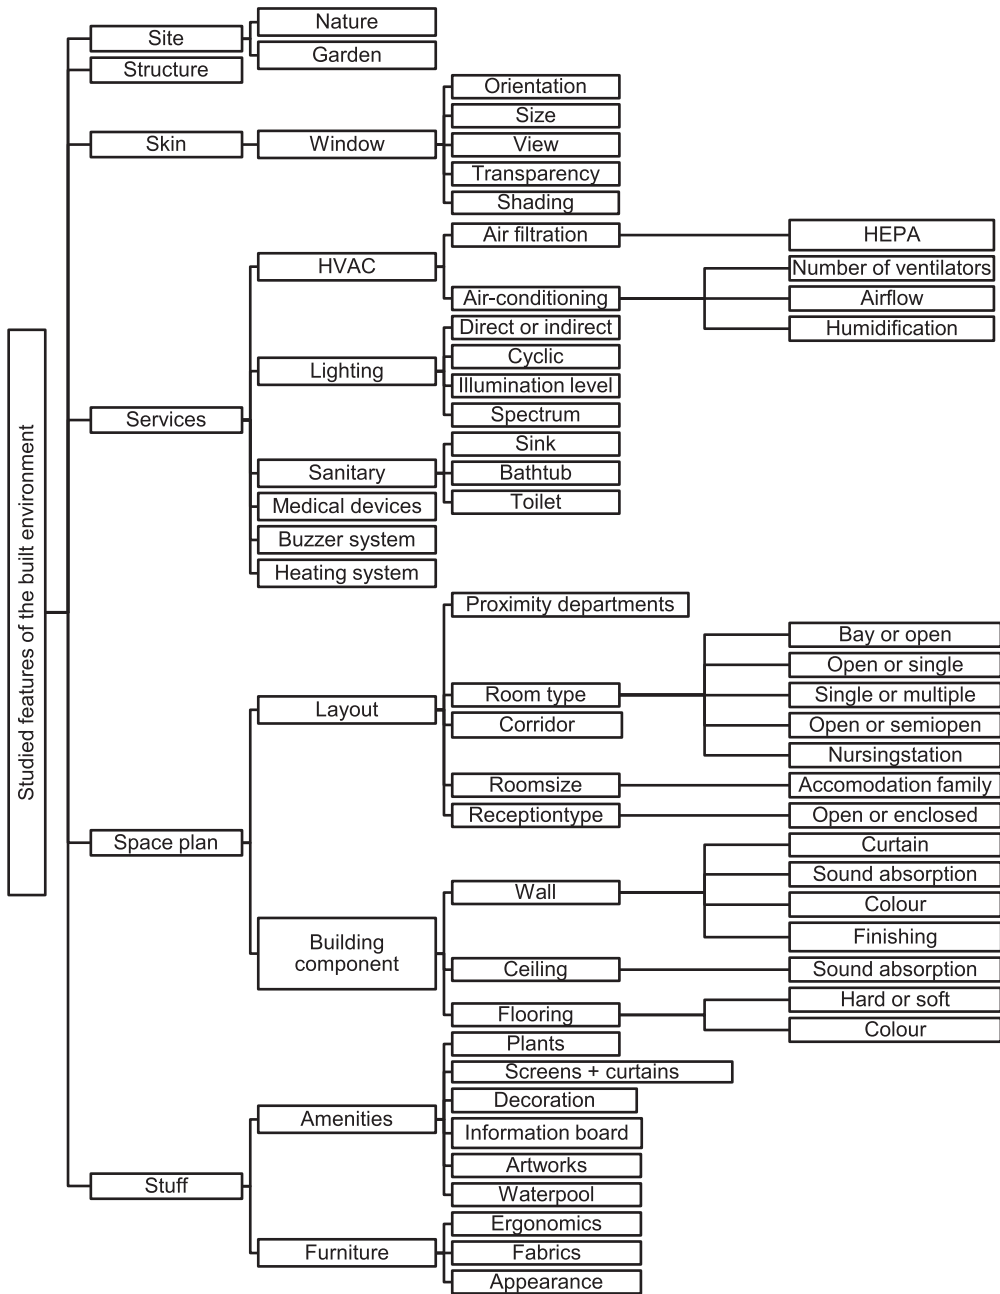 Studied features of the built environment
Site
Nature
Garden
Structure
Skin
Window
Orientation
Size
View
Transparency
Shading
Services
HVAC
Air filtration
HEPA
Air-conditioning
Number of ventilators
Airflow
Humidification
Lighting
Direct or indirect
Cyclic
Illumination level
Spectrum
Sanitary
Sink
Bathtub
Toilet
Medical devices
Buzzer system
Heating system
Space plan
Layout
Proximity departments
Room type
Bay or open
Open or single
Single or multiple
Open or semiopen
Nursingstation
Corridor
Roomsize
Accomodation family
Receptiontype
Open or enclosed
Building
component
Wall
Curtain
Sound absorption
Colour
Finishing
Ceiling
Sound absorption
Flooring
Hard or soft
Colour
Stuff
Amenities
Plants
Screens + curtains
Decoration
Information board
Artworks
Waterpool
Furniture
Ergonomics
Fabrics
Appearance